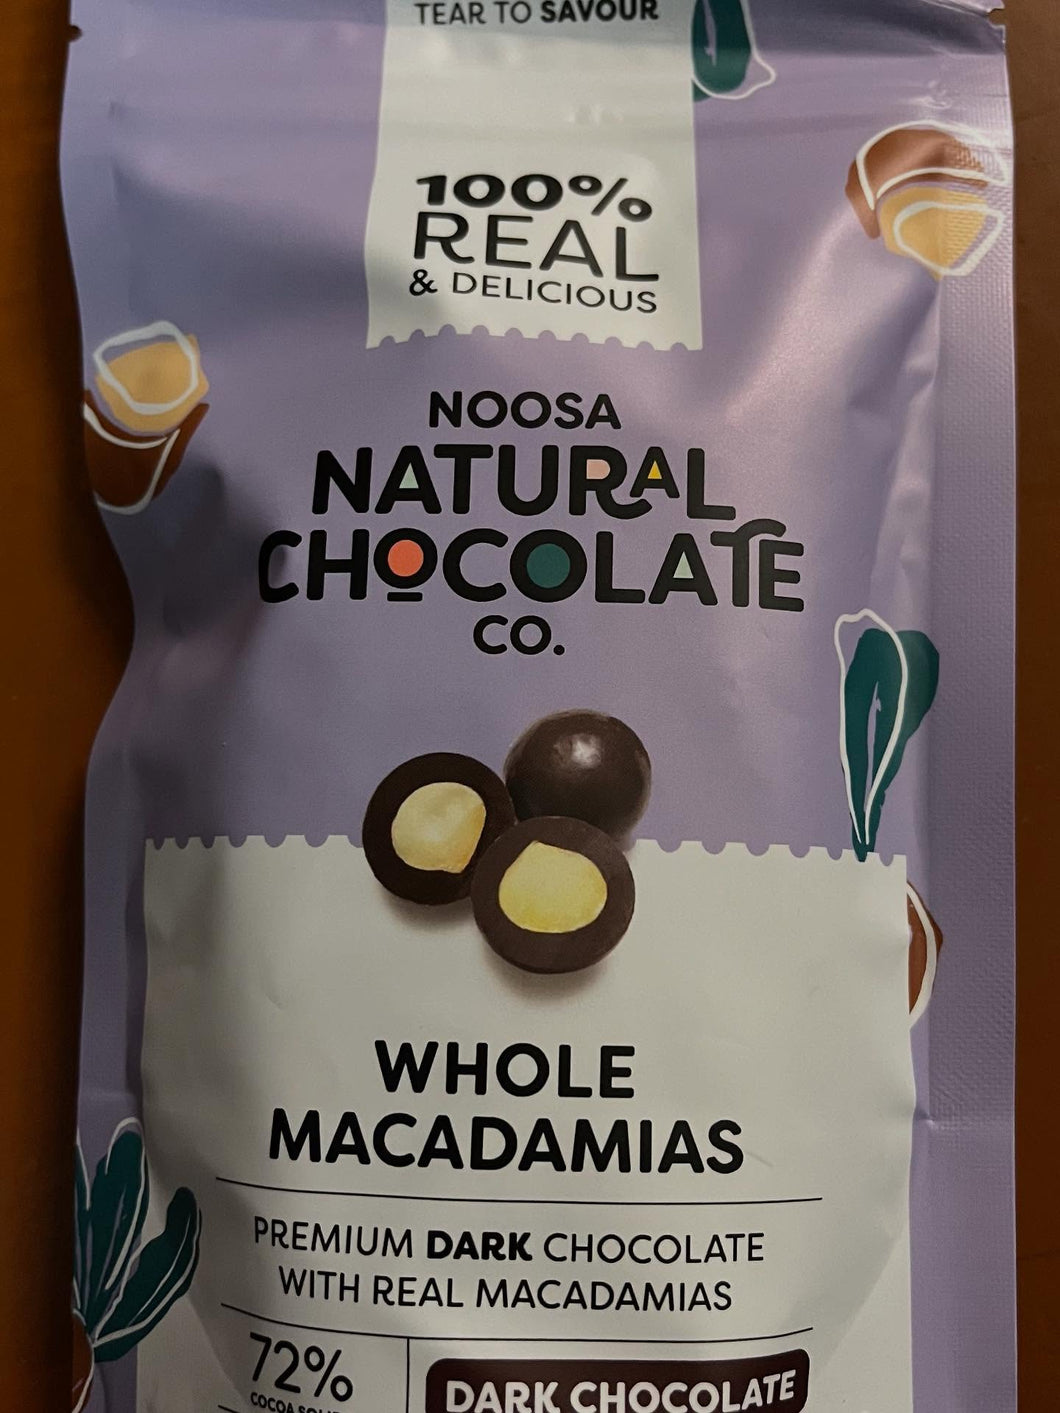 TEAR TO SAVOUR
100%
REAL
& DELICIOUS
NOOSA
NATURAL
CHOCOLATE
CO.
WHOLE
MACADAMIAS
PREMIUM DARK CHOCOLATE
WITH REAL MACADAMIAS
72%
COCOA
DARK CHOCOLATE